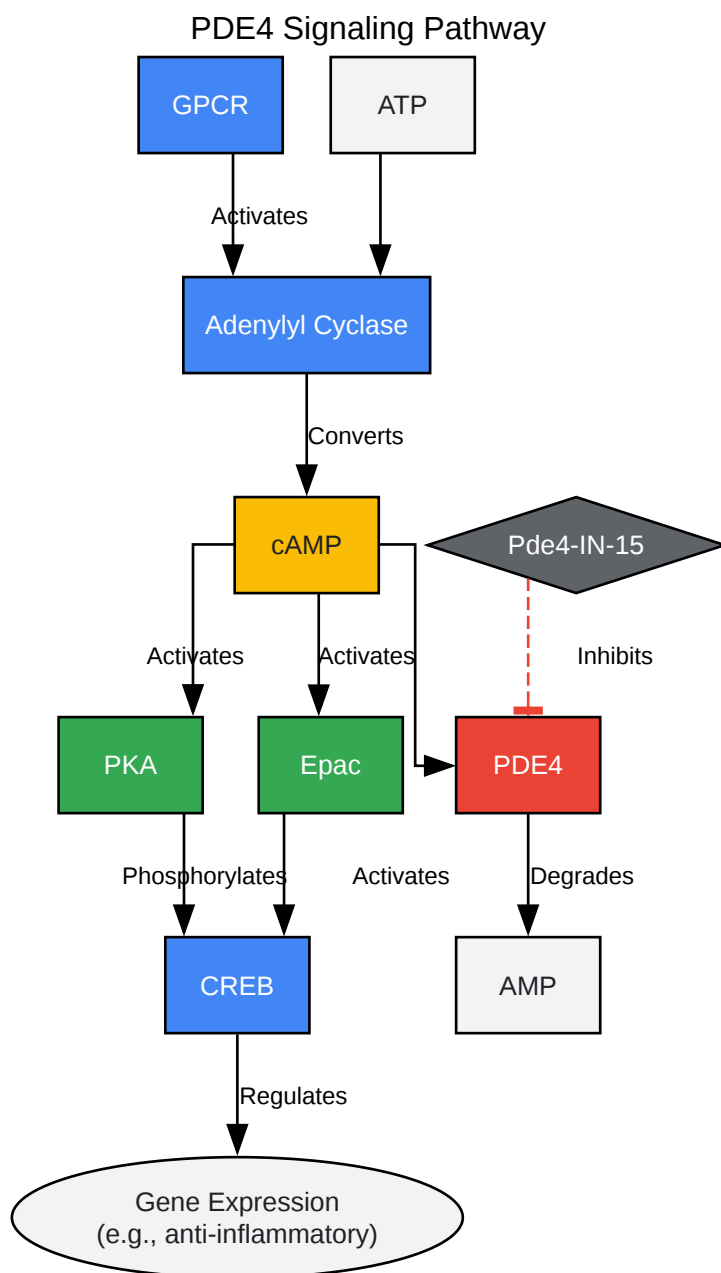 PDE4 Signaling Pathway
GPCR
ATP
Activates
Adenylyl Cyclase
Converts
cAMP
Pde4-IN-15
Activates
Activates
Inhibits
PKA
Epac
PDE4
Phosphorylates
Activates
Degrades
CREB
AMP
Regulates
Gene Expression
(e.g., anti-inflammatory)